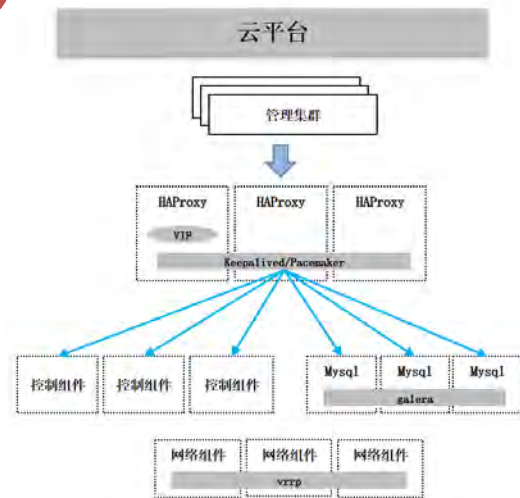 云平台
管理集群
HAProxy HAProxy HAProxy
VIP
Keepalived/Pacemaker
控制组件 控制组件 控制组件 Mysql Mysql Mysql
galera
网络组件 网络组件 网络组件
vrrp